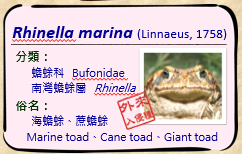 Rhinella marina (Linnaeus, 1758)
分類：
蟾蜍科 Bufonidae
南灣蟾蜍屬 Rhinella
俗名：
海蟾蜍、蔗蟾蜍
Marine toad、Cane toad、Giant toad
外來
入侵種